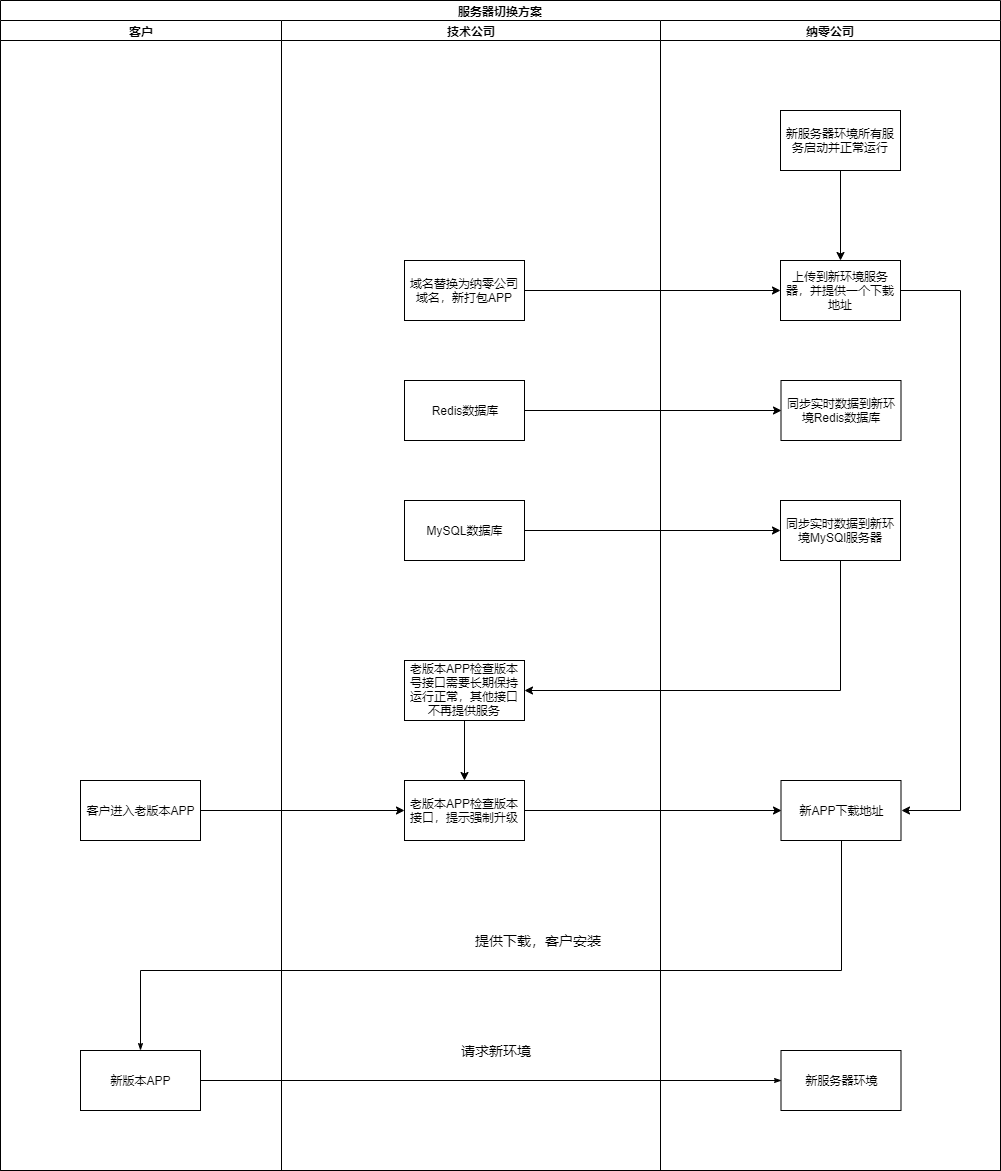 服务器切换方案
客户
技术公司
纳零公司
新服务器环境所有服
务启动并正常运行
域名替换为纳零公司
域名，新打包APP
上传到新环境服务
器，并提供一个下载
地址
Redis数据库
同步实时数据到新环
境Redis数据库
MySQL数据库
同步实时数据到新环
境MySQl服务器
老版本APP检查版本
号接口需要长期保持
运行正常，其他接口
不再提供服务
客户进入老版本APP
老版本APP检查版本
接口，提示强制升级
新APP下载地址
提供下载，客户安装
请求新环境
新版本APP
新服务器环境